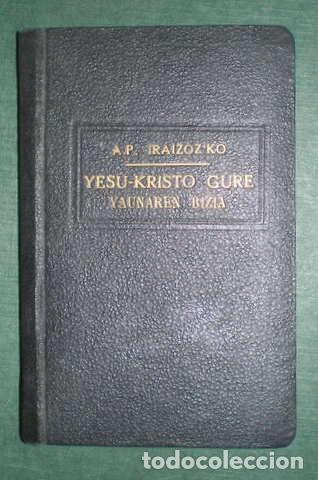 A.P. IRAIZOZ'KO
YESU-KRISTO GURE
YAUNAREN BIZIA
todocoleccion